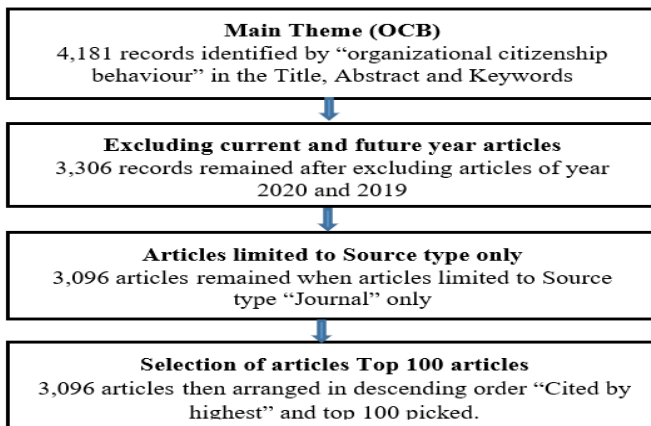 Main Theme (OCB)
4,181 records identified by “organizational citizenship
behaviour” in the Title, Abstract and Keywords
Excluding current and future year articles
3,306 records remained after excluding articles of year
2020 and 2019
Articles limited to Source type only
3,096 articles remained when articles limited to Source
type “Journal” only
Selection of articles Top 100 articles
3,096 articles then arranged in descending order “Cited by
highest” and top 100 picked.